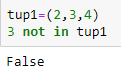 tup1=(2,3,4)
3 not in tup1
False